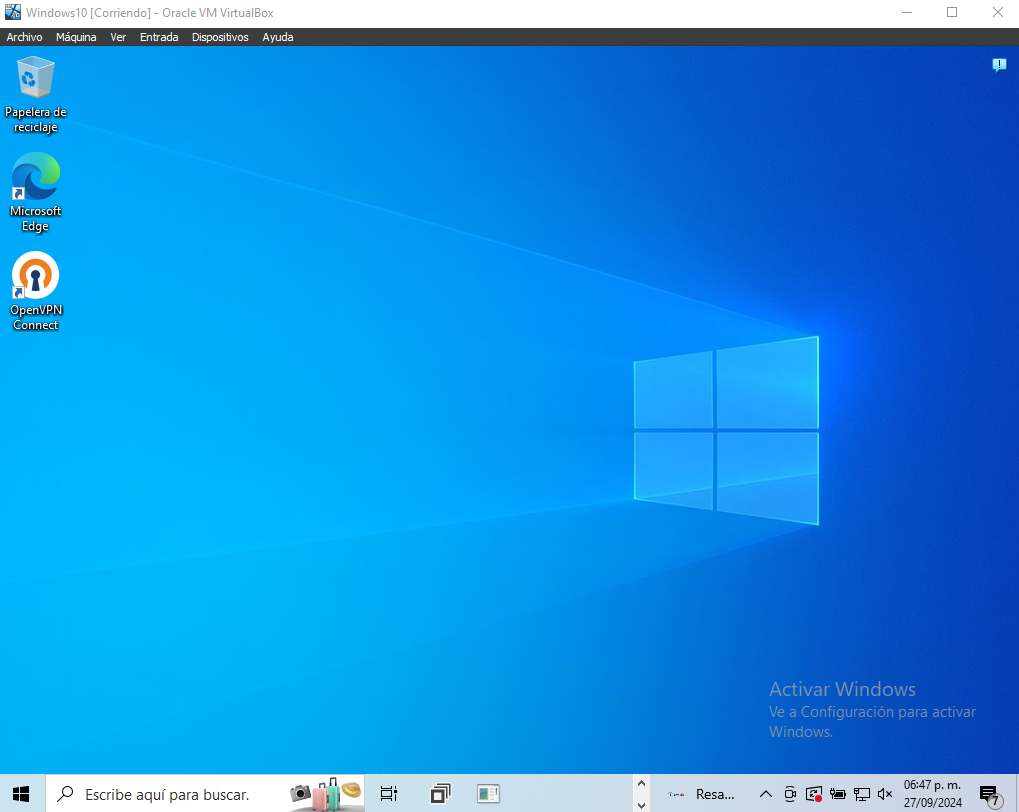 Windows10 [Corriendo] - Oracle VM VirtualBox
Archivo Máquina Ver Entrada Dispositivos Ayuda
Papelera de
reciclaje
Microsoft
Edge
OpenVPN
Connect
Activar Windows
Ve a Configuración para activar
Windows.
Escribe aquí para buscar.
Resa...
06:47 p. m.
27/09/2024
7